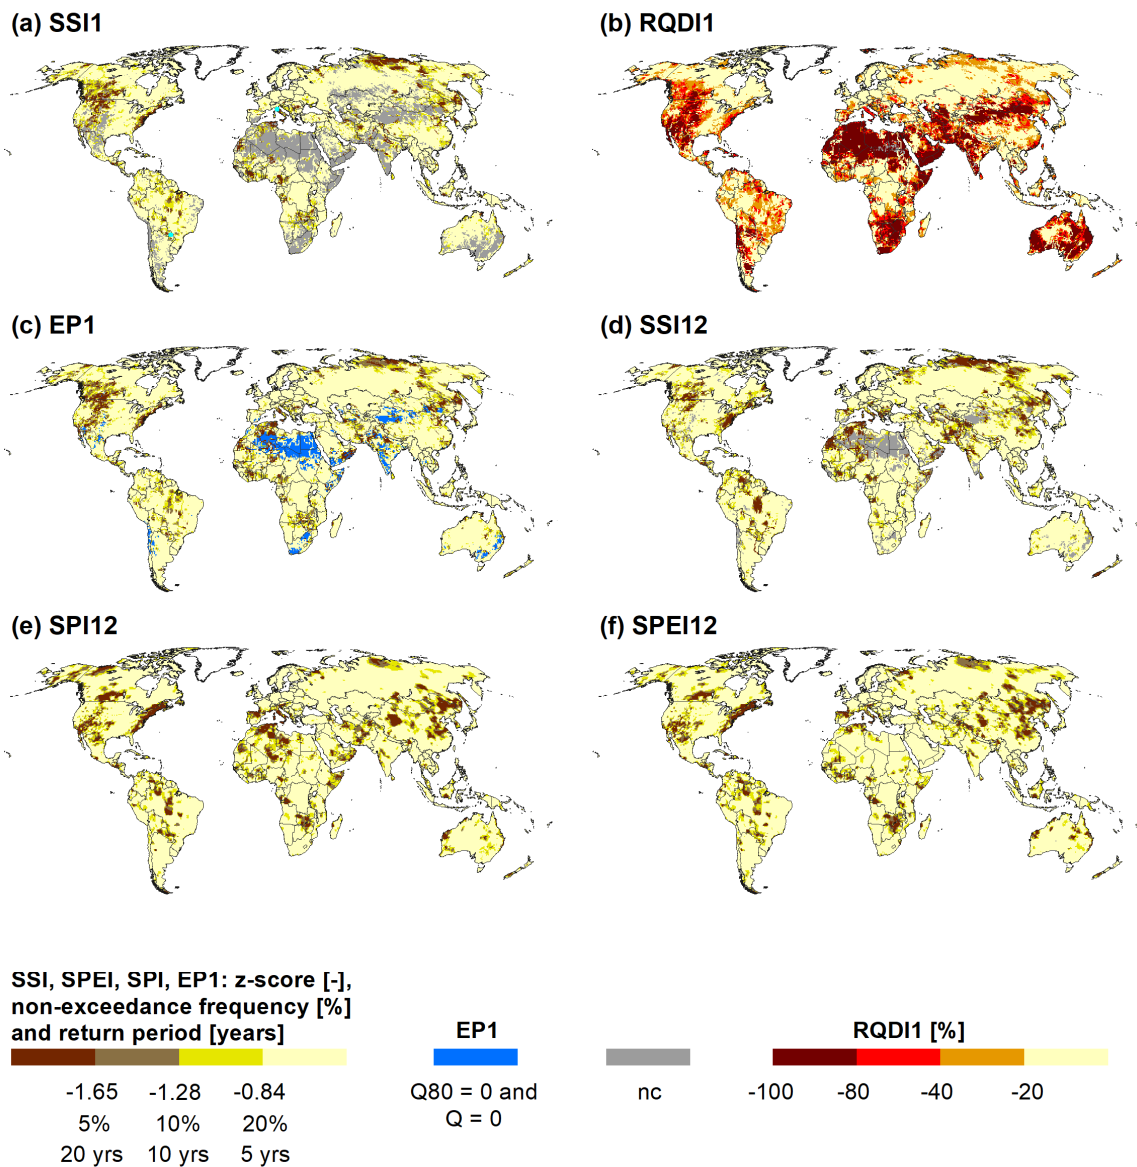 (a) SSI1
(b) RQDI1
(c) EP1
(d) SSI12
(e) SPI12
(f) SPEI12
SSI, SPEI, SPI, EP1: z-score [-],
non-exceedance frequency [%]
and return period [years]
-1.65 -1.28 -0.84
5% 10% 20%
20 yrs 10 yrs 5 yrs
EP1
Q80 = 0 and
Q = 0
nc
RQDI1 [%]
-100 -80 -40 -20